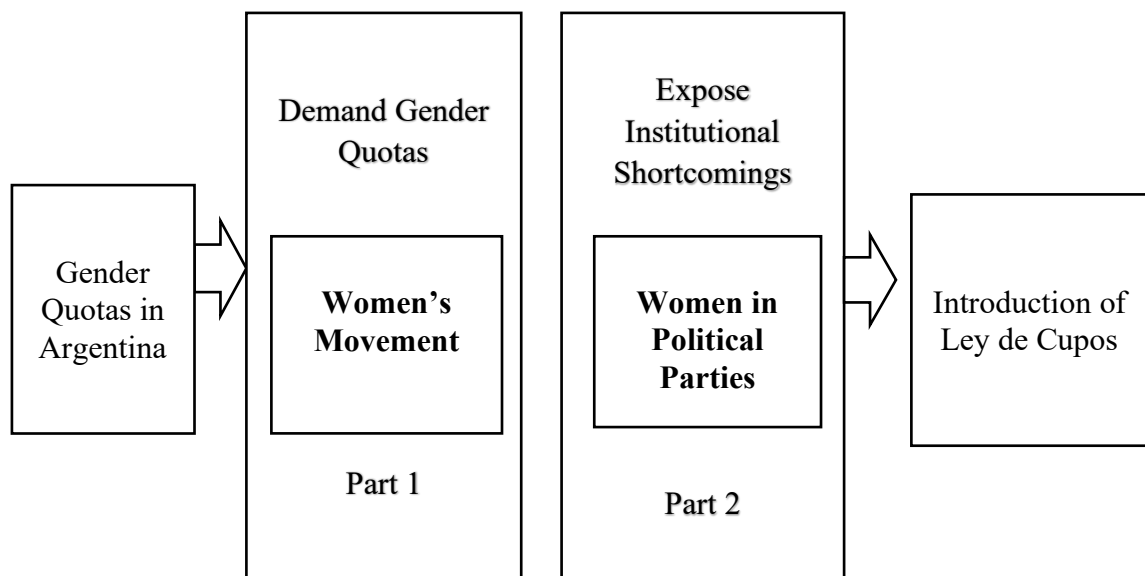 Gender
Quotas in
Argentina
Demand Gender
Quotas
Women’s
Movement
Part 1
Expose
Institutional
Shortcomings
Women in
Political
Parties
Part 2
Introduction of
Ley de Cupos